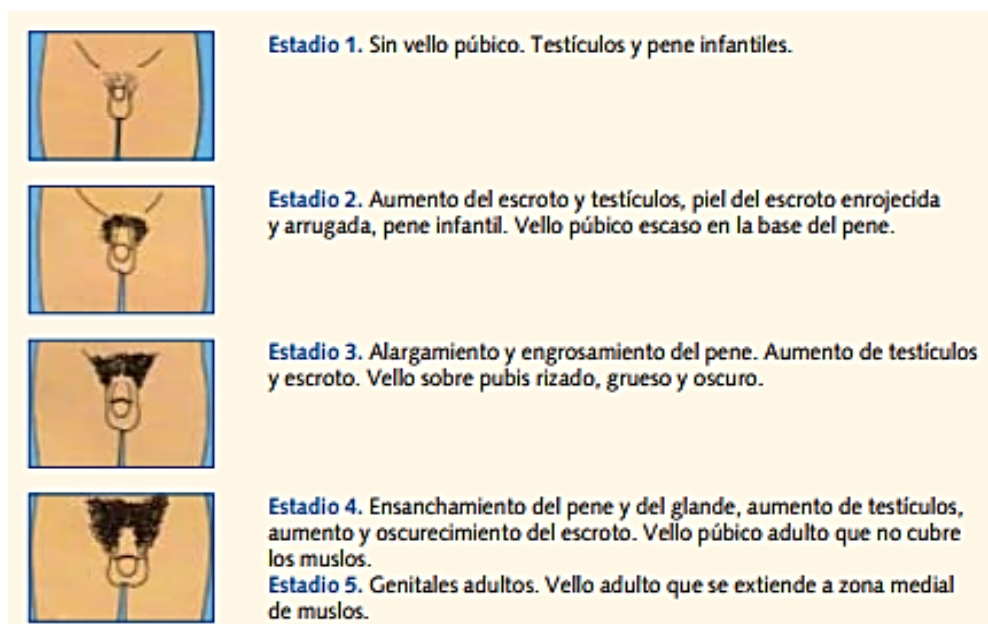 Estadio 1. Sin vello púbico. Testículos y pene infantiles.
Estadio 2. Aumento del escroto y testículos, piel del escroto enrojecida
y arrugada, pene infantil. Vello púbico escaso en la base del pene.
Estadio 3. Alargamiento y engrosamiento del pene. Aumento de testículos
y escroto. Vello sobre pubis rizado, grueso y oscuro.
Estadio 4. Ensanchamiento del pene y del glande, aumento de testículos,
aumento y oscurecimiento del escroto. Vello púbico adulto que no cubre
los muslos.
Estadio 5. Genitales adultos. Vello adulto que se extiende a zona medial
de muslos.